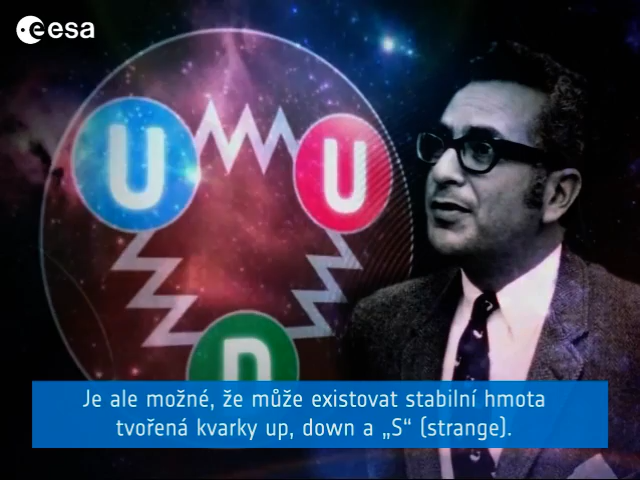 esa
U
U
D
Je ale možné, že může existovat stabilní hmota
tvořená kvarky up, down a „S“ (strange).